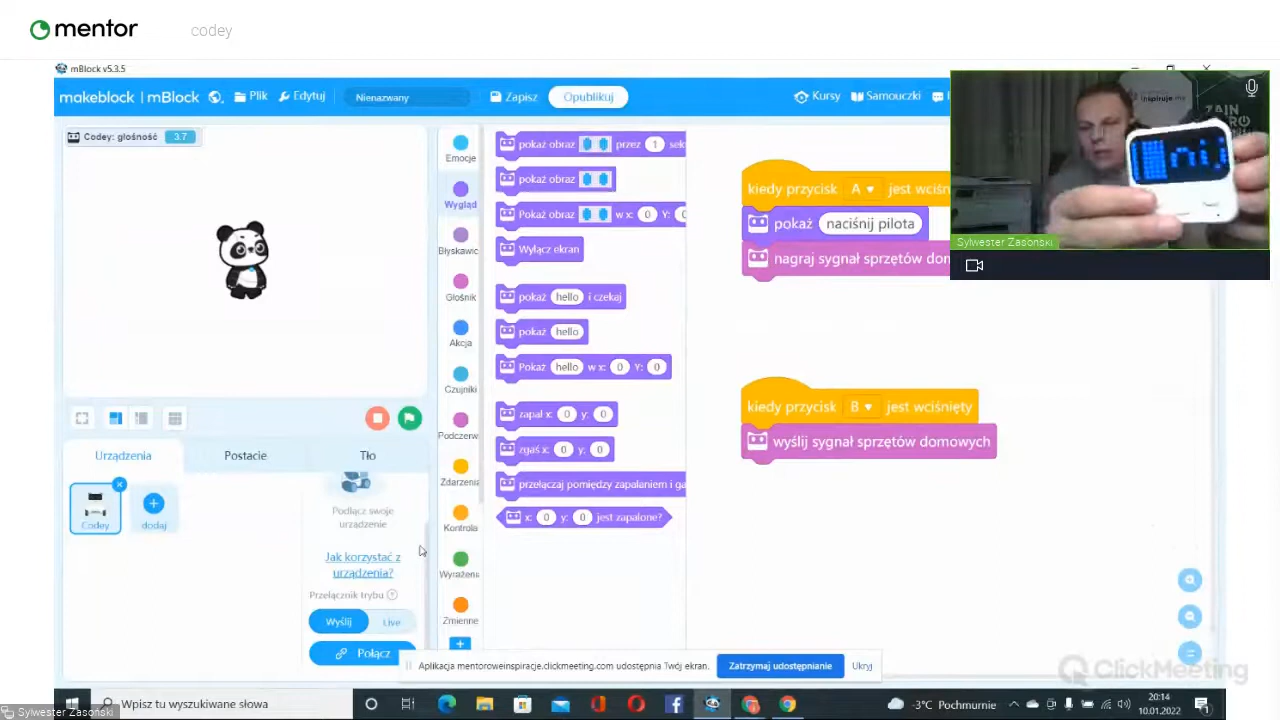 mentor
codey
mBlock v5.3.5
makeblock | mBlock
Plik
Edytuj
Nienazwany
Zapisz
Opublikuj
Kursy
Samouczki
Codey: głośność 3.7
Emocje
Wygląd
Błyskawic
Głośnik
Akcja
Czujniki
Podczerw
Zdarzenia
Kontrola
Wyrażenia
Zmienne
pokaż obraz przez 1 sek
pokaż obraz
Pokaż obraz w x: 0 Y: 0
Wyłącz ekran
pokaż hello i czekaj
pokaż hello
Pokaż hello w x: 0 Y: 0
zapal x: 0 y: 0
zgaś x: 0 y: 0
przełączaj pomiędzy zapalaniem i ga
x: 0 y: 0 jest zapalone?
kiedy przycisk A jest wciśn
pokaż naciśnij pilota
nagraj sygnał sprzętów dom
kiedy przycisk B jest wciśnięty
wyślij sygnał sprzętów domowych
inspiruje.me
nij
Sylwester Zasoński
Urządzenia
Postacie
Tło
Codey
dodaj
Podłącz swoje
urządzenie
Jak korzystać z
urządzenia?
Przełącznik trybu
Wyślij
Live
Połącz
Aplikacja mentorzyweinspiracje.clickmeeting.com udostępnia Twój ekran.
Zatrzymaj udostępnianie
Ukryj
ClickMeeting
Wpisz tu wyszukiwane słowa
-3°C Pochmurnie
20:14
10.01.2022
Sylwester Zasoński